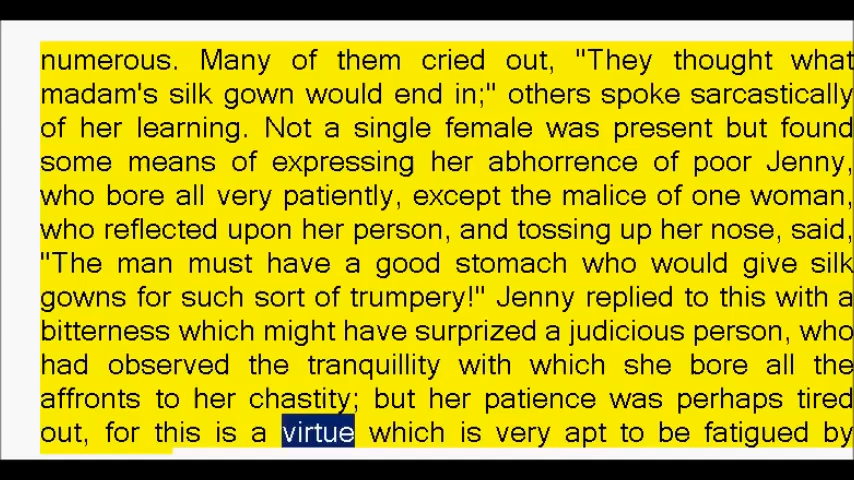 numerous. Many of them cried out, "They thought what
madam's silk gown would end in;" others spoke sarcastically
of her learning. Not a single female was present but found
some means of expressing her abhorrence of poor Jenny,
who bore all very patiently, except the malice of one woman,
who reflected upon her person, and tossing up her nose, said,
"The man must have a good stomach who would give silk
gowns for such sort of trumpery!" Jenny replied to this with a
bitterness which might have surprized a judicious person, who
had observed the tranquillity with which she bore all the
affronts to her chastity; but her patience was perhaps tired
out, for this is a virtue which is very apt to be fatigued by